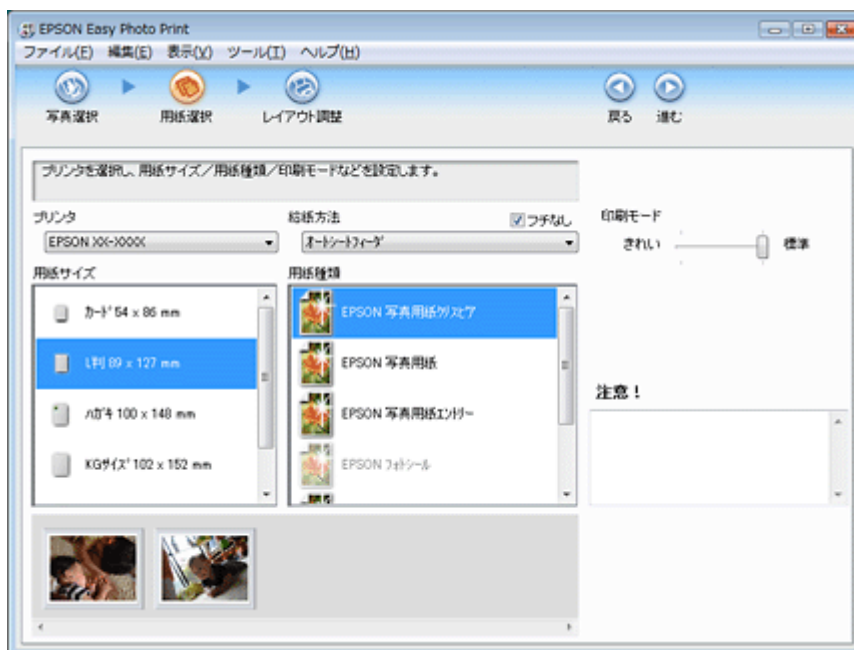 EPSON Easy Photo Print
ファイル(F) 編集(E) 表示(V) ツール(T) ヘルプ(H)
写真選択 用紙選択 レイアウト調整 戻る 進む
プリンタを選択し、用紙サイズ／用紙種類／印刷モードなどを設定します。
プリンタ 給紙方法 フチなし 印刷モード
EPSON XX-XXXX オートシートフィーダ きれい 標準
用紙サイズ 用紙種類
カード 54 x 86 mm EPSON 写真用紙クリスピア
L判 89 x 127 mm EPSON 写真用紙
注意！
ハガキ 100 x 148 mm EPSON 写真用紙エントリー
KGサイズ 102 x 152 mm EPSON フォトシール